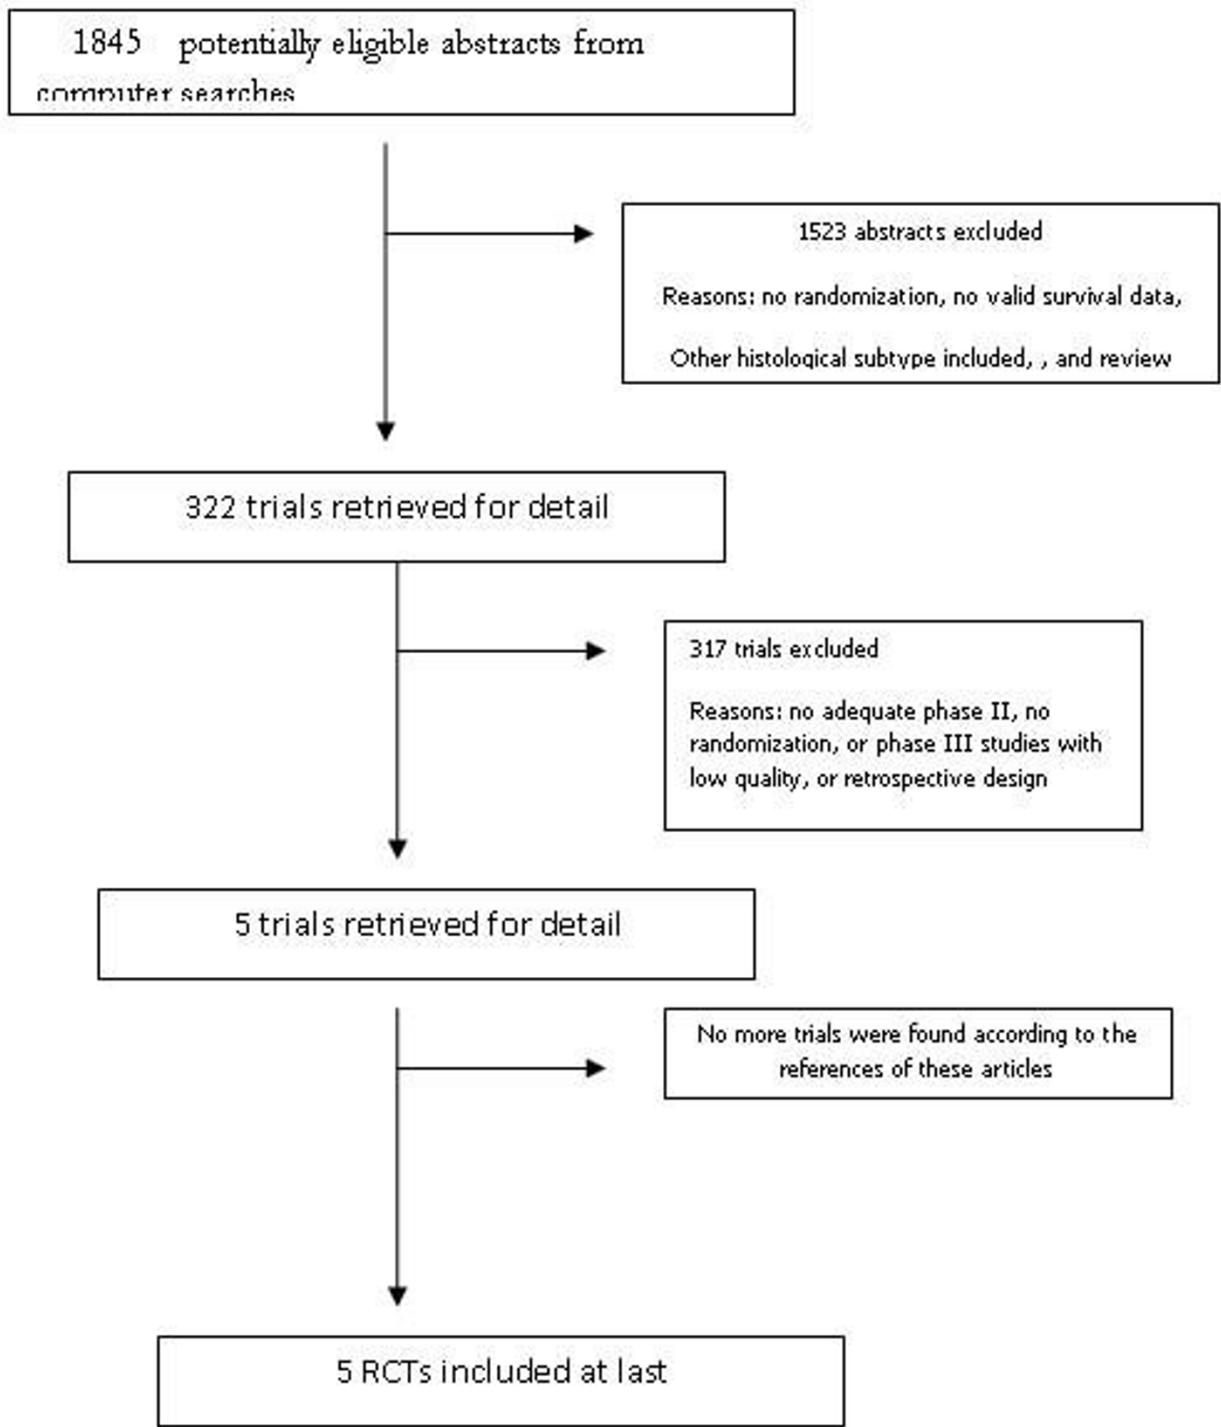 1845 potentially eligible abstracts from
computer searches
1523 abstracts excluded
Reasons: no randomization, no valid survival data,
Other histological subtype included, , and review
322 trials retrieved for detail
317 trials excluded
Reasons: no adequate phase II, no
randomization, or phase III studies with
low quality, or retrospective design
5 trials retrieved for detail
No more trials were found according to the
references of these articles
5 RCTs included at last